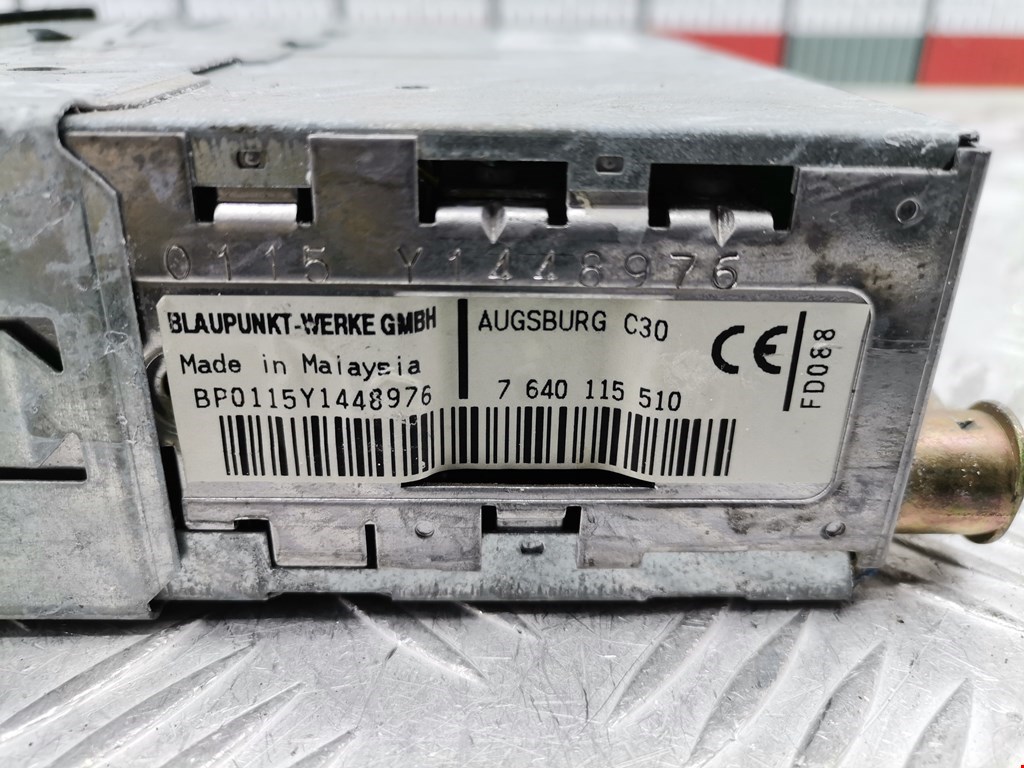 0115 Y1448976
BLAUPUNKT-WERKE GMBH
Made in Malaysia
BP0115Y1448976
AUGSBURG C30
7 640 115 510
CE
FD088